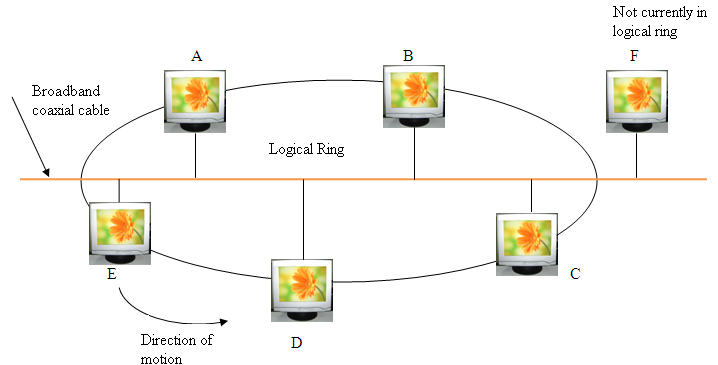 Not currently in
logical ring
A
B
F
Broadband
coaxial cable
Logical Ring
E
C
Direction of
motion
D